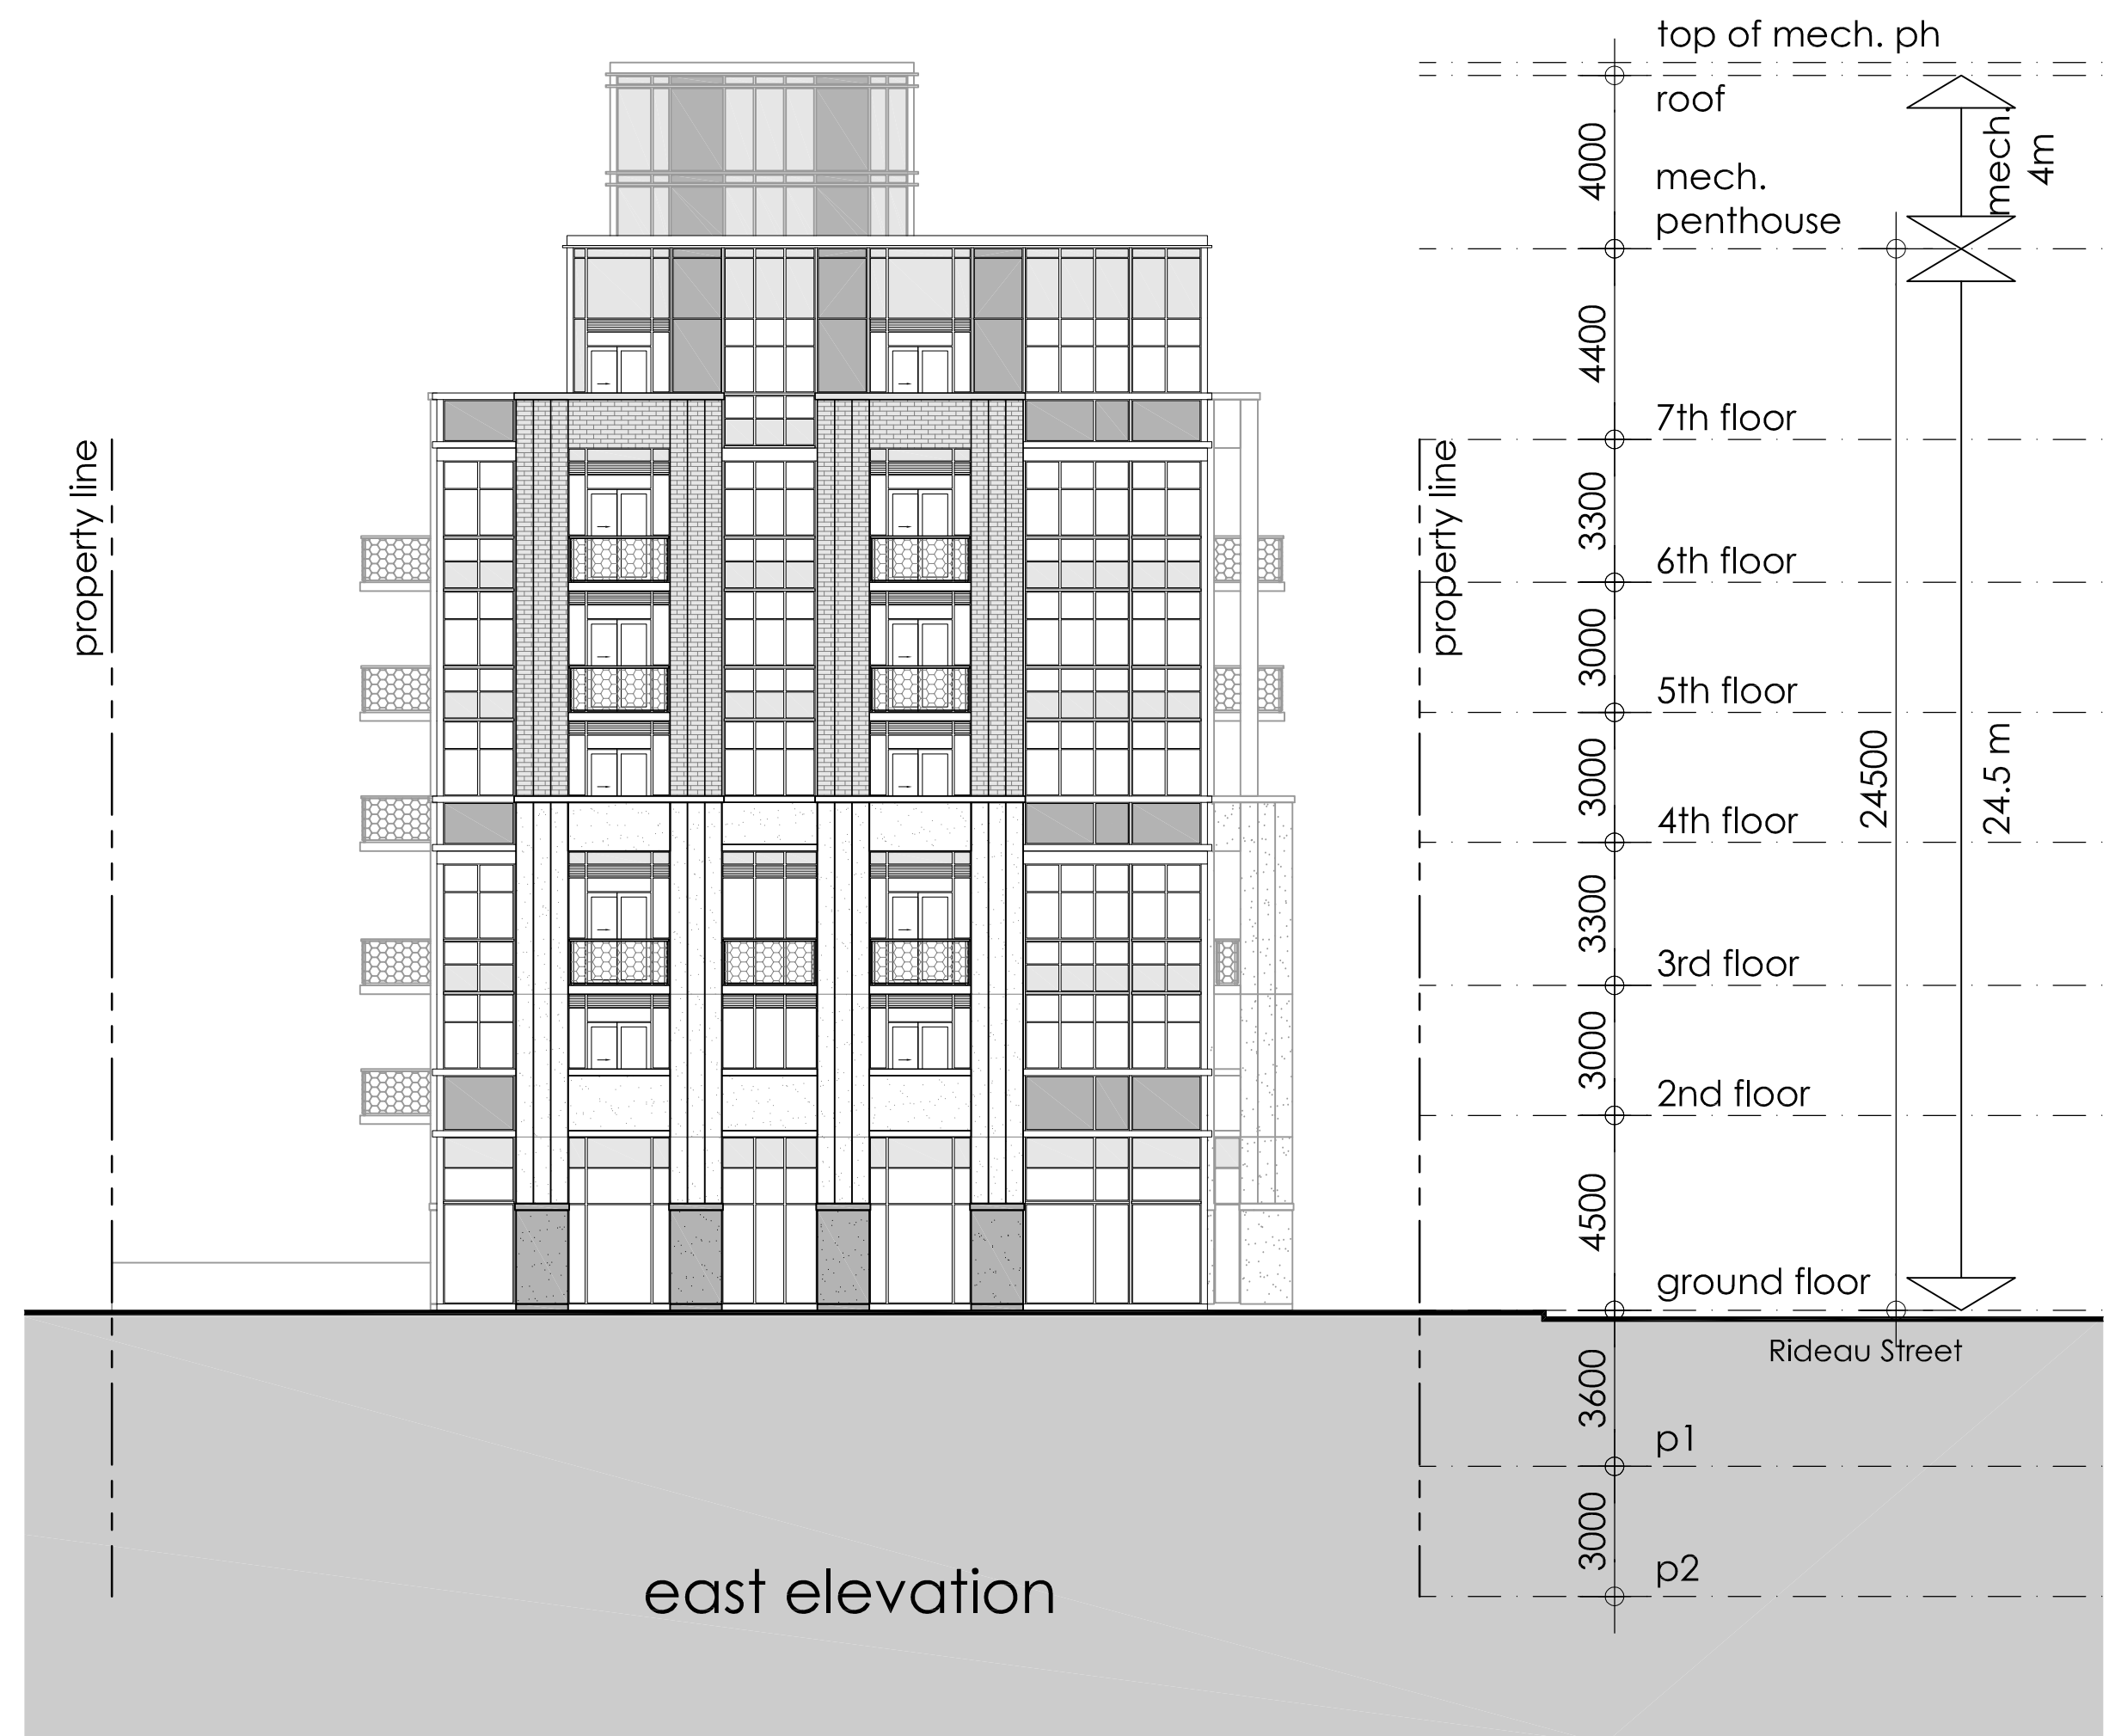 top of mech. ph
roof
4000
mech.
4m
mech.
penthouse
4400
7th floor
property line
property line
3300
6th floor
3000
5th floor
3000
24500
24.5 m
4th floor
3300
3rd floor
3000
2nd floor
4500
ground floor
Rideau Street
3600
p1
3000
p2
east elevation